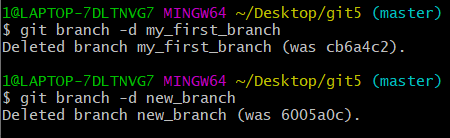 1@LAPTOP-7DLTNVG7 MINGW64 ~/Desktop/git5 (master)
$ git branch -d my_first_branch
Deleted branch my_first_branch (was cb6a4c2).
1@LAPTOP-7DLTNVG7 MINGW64 ~/Desktop/git5 (master)
$ git branch -d new_branch
Deleted branch new_branch (was 6005a0c).